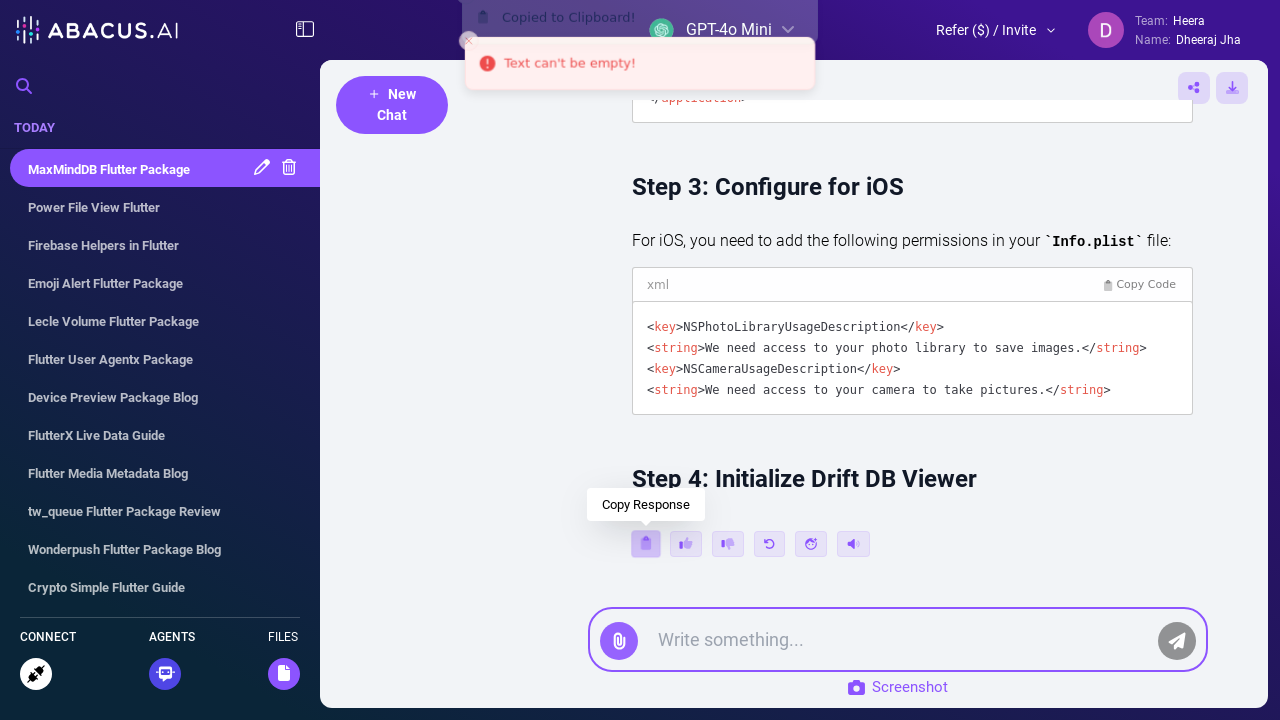 ABACUS.AI
Copied to Clipboard!
Text can't be empty!
GPT-4o Mini
Refer ($) / Invite
D
Team: Heera
Name: Dheeraj Jha
New
Chat
TODAY
MaxMindDB Flutter Package
Power File View Flutter
Firebase Helpers in Flutter
Emoji Alert Flutter Package
Lecle Volume Flutter Package
Flutter User Agentx Package
Device Preview Package Blog
FlutterX Live Data Guide
Flutter Media Metadata Blog
tw_queue Flutter Package Review
Wonderpush Flutter Package Blog
Crypto Simple Flutter Guide
CONNECT
AGENTS
FILES
</application>
Step 3: Configure for iOS
For iOS, you need to add the following permissions in your `Info.plist` file:
xml
Copy Code
<key>NSPhotoLibraryUsageDescription</key>
<string>We need access to your photo library to save images.</string>
<key>NSCameraUsageDescription</key>
<string>We need access to your camera to take pictures.</string>
Step 4: Initialize Drift DB Viewer
Copy Response
Write something...
Screenshot